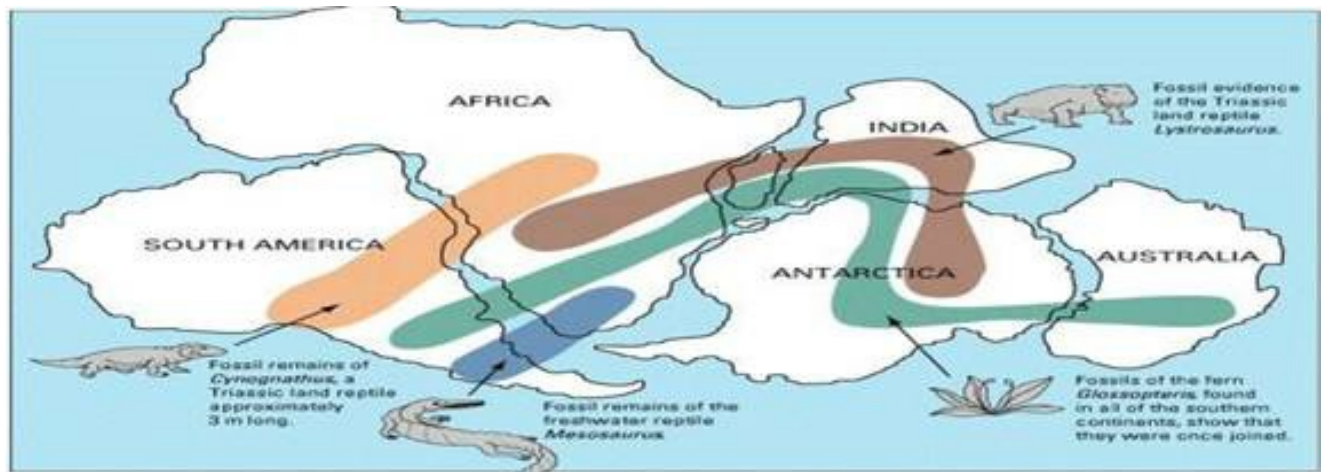 AFRICA
INDIA
SOUTH AMERICA
ANTARCTICA
AUSTRALIA
Fossil evidence
of the Triassic
land reptile
Lystrosaurus.
Fossil remains of
Cynognathus, a
Triassic land reptile
approximately
3 m long.
Fossil remains of the
freshwater reptile
Mesosaurus.
Fossils of the fern
Glossopteris, found
in all of the southern
continents, show that
they were once joined.